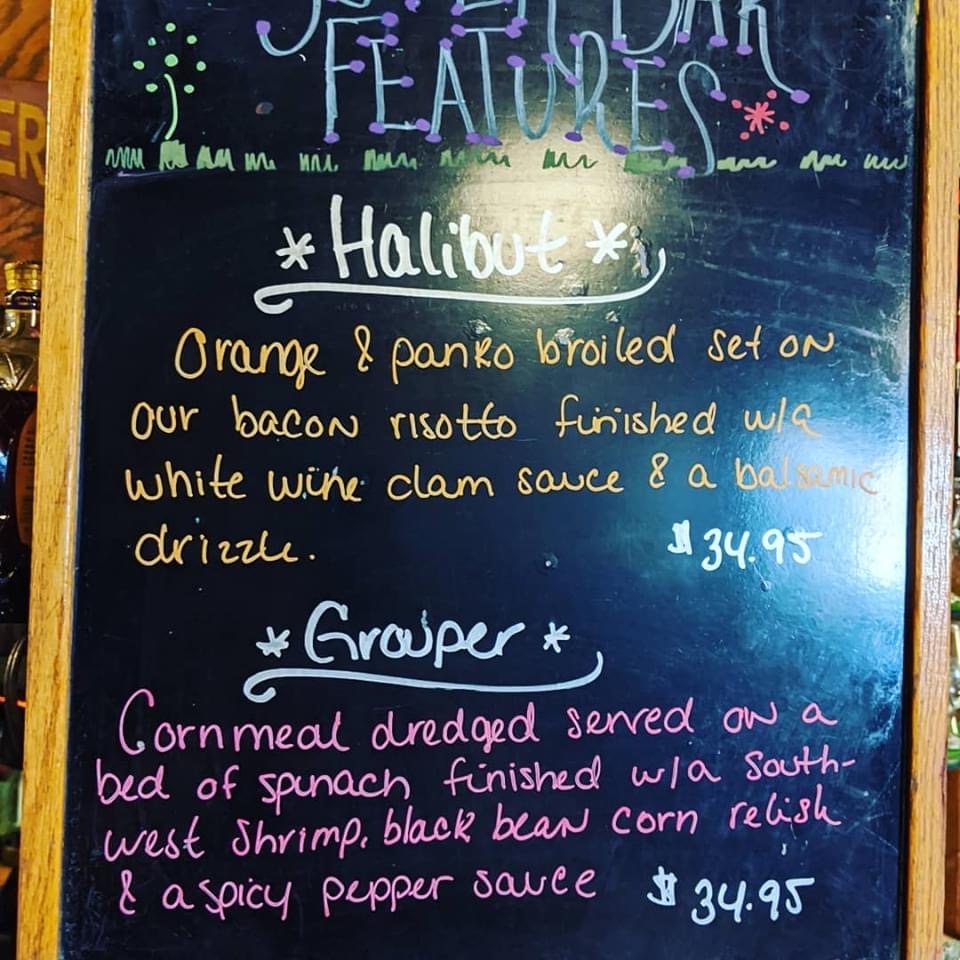 FEATURES
*Halibut*
Orange & panko broiled set on
our bacon risotto finished w/a
white wine clam sauce & a balsamic
drizzle. $34.95
*Grouper*
Cornmeal dredged served on a
bed of spinach finished w/a South-
west Shrimp, black bean corn relish
& a spicy pepper sauce $34.95